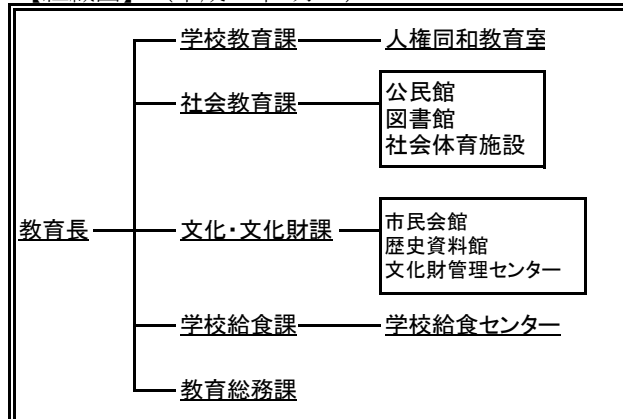 学校教育課 人権同和教育室
社会教育課
公民館
図書館
社会体育施設
教育長
文化・文化財課
市民会館
歴史資料館
文化財管理センター
学校給食課 学校給食センター
教育総務課